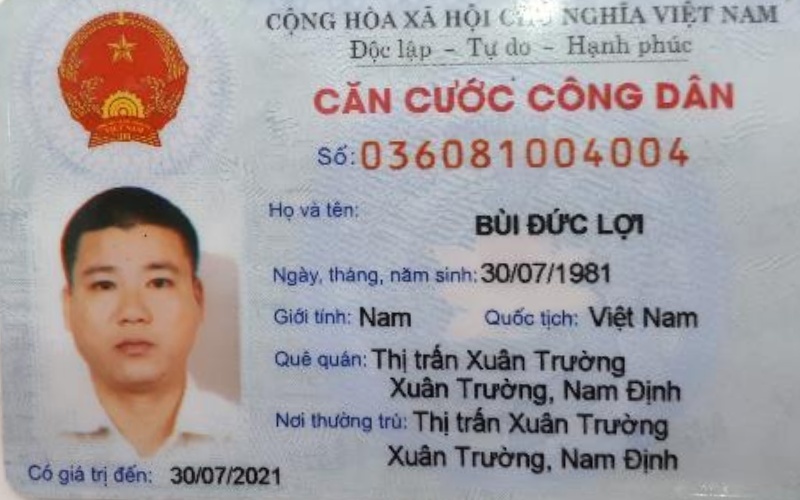 CỘNG HÒA XÃ HỘI CHỦ NGHĨA VIỆT NAM
Độc lập - Tự do - Hạnh phúc
CĂN CƯỚC CÔNG DÂN
Số: 036081004004
Họ và tên: BÙI ĐỨC LỢI
Ngày, tháng, năm sinh: 30/07/1981
Giới tính: Nam Quốc tịch: Việt Nam
Quê quán: Thị trấn Xuân Trường
Xuân Trường, Nam Định
Nơi thường trú: Thị trấn Xuân Trường
Xuân Trường, Nam Định
Có giá trị đến: 30/07/2021